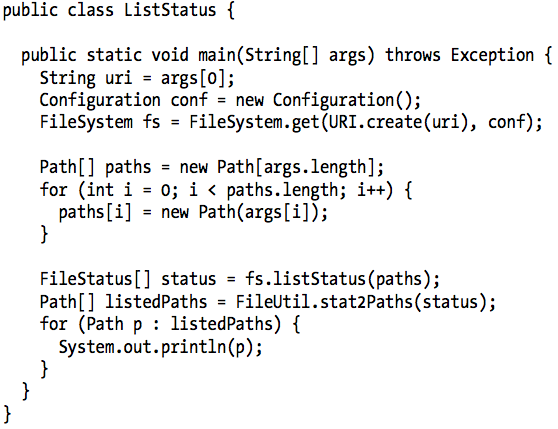 public class ListStatus {
  public static void main(String[] args) throws Exception {
    String uri = args[0];
    Configuration conf = new Configuration();
    FileSystem fs = FileSystem.get(URI.create(uri), conf);
    Path[] paths = new Path[args.length];
    for (int i = 0; i < paths.length; i++) {
      paths[i] = new Path(args[i]);
    }
    FileStatus[] status = fs.listStatus(paths);
    Path[] listedPaths = FileUtil.stat2Paths(status);
    for (Path p : listedPaths) {
      System.out.println(p);
    }
  }
}